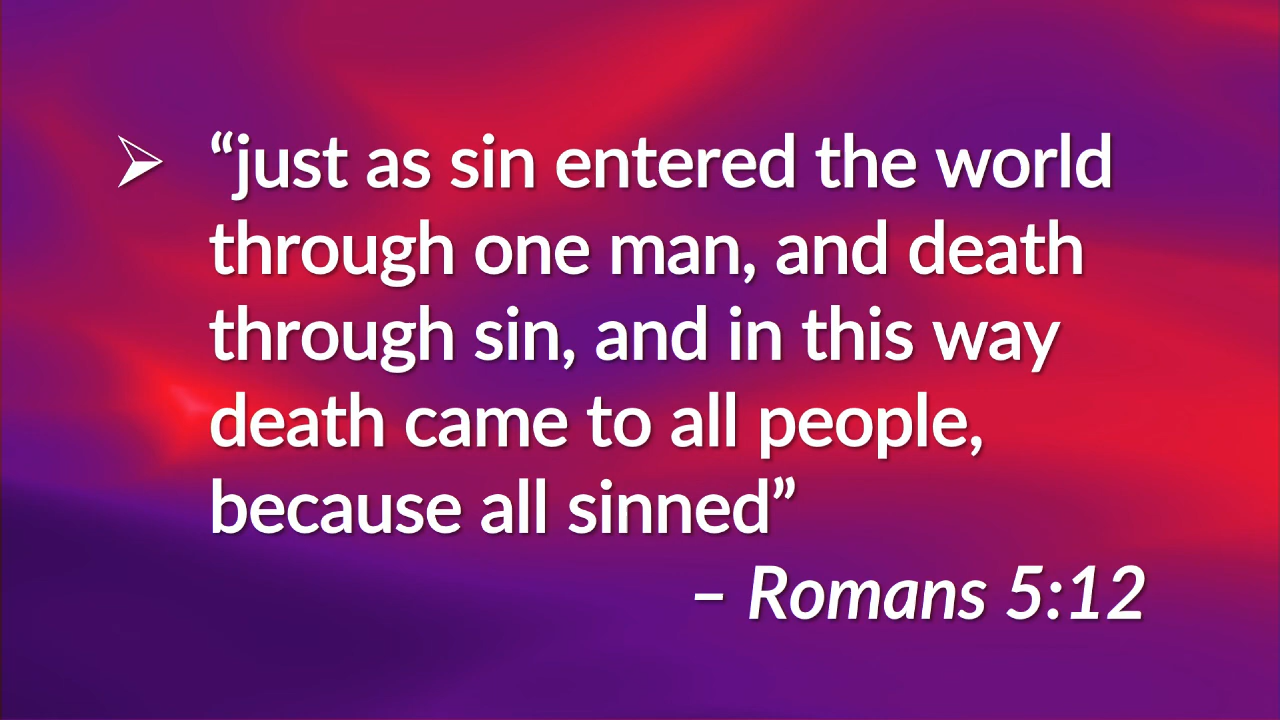 ➢ “just as sin entered the world
through one man, and death
through sin, and in this way
death came to all people,
because all sinned”
– Romans 5:12